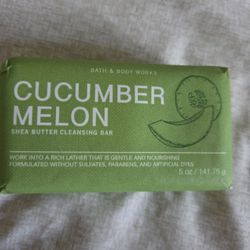 BATH & BODY WORKS
CUCUMBER
MELON
SHEA BUTTER CLEANSING BAR
WORK INTO A RICH LATHER THAT IS GENTLE AND NOURISHING
FORMULATED WITHOUT SULFATES, PARABENS, AND ARTIFICIAL DYES
5 oz / 141.75 g